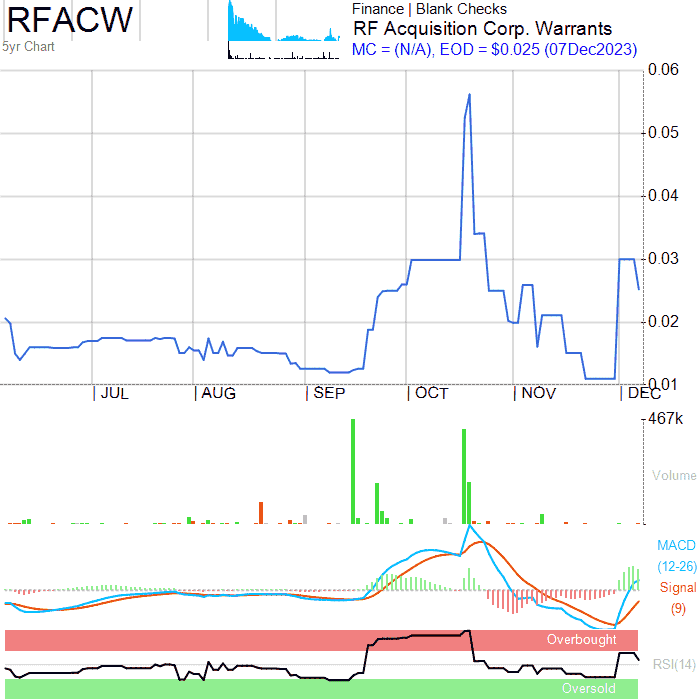 RFACW
5yr Chart
Finance | Blank Checks
RF Acquisition Corp. Warrants
MC = (N/A), EOD = $0.025 (07Dec2023)
0.06
0.05
0.04
0.03
0.02
0.01
JUL AUG SEP OCT NOV DEC
467k
Volume
MACD
(12-26)
Signal
(9)
Overbought
RSI(14)
Oversold